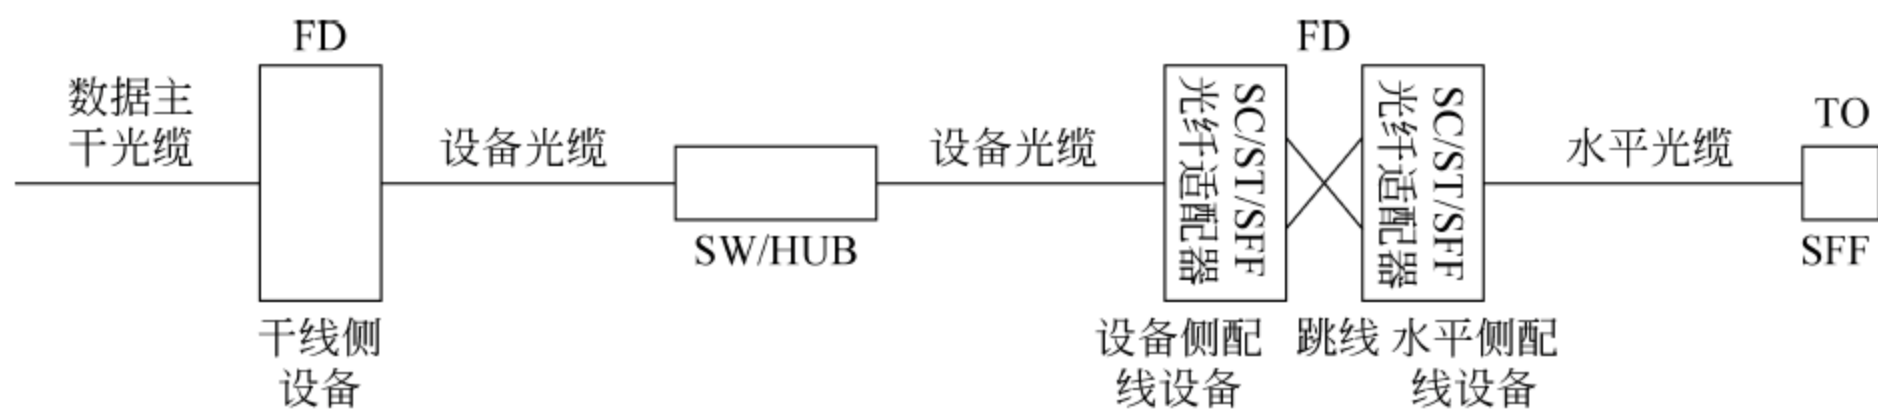 FD
数据主
干光缆
干线侧
设备
设备光缆
SW/HUB
设备光缆
FD
SC/ST/SFF
光纤适配器
设备侧配
线设备
跳线
SC/ST/SFF
光纤适配器
水平侧配
线设备
水平光缆
TO
SFF